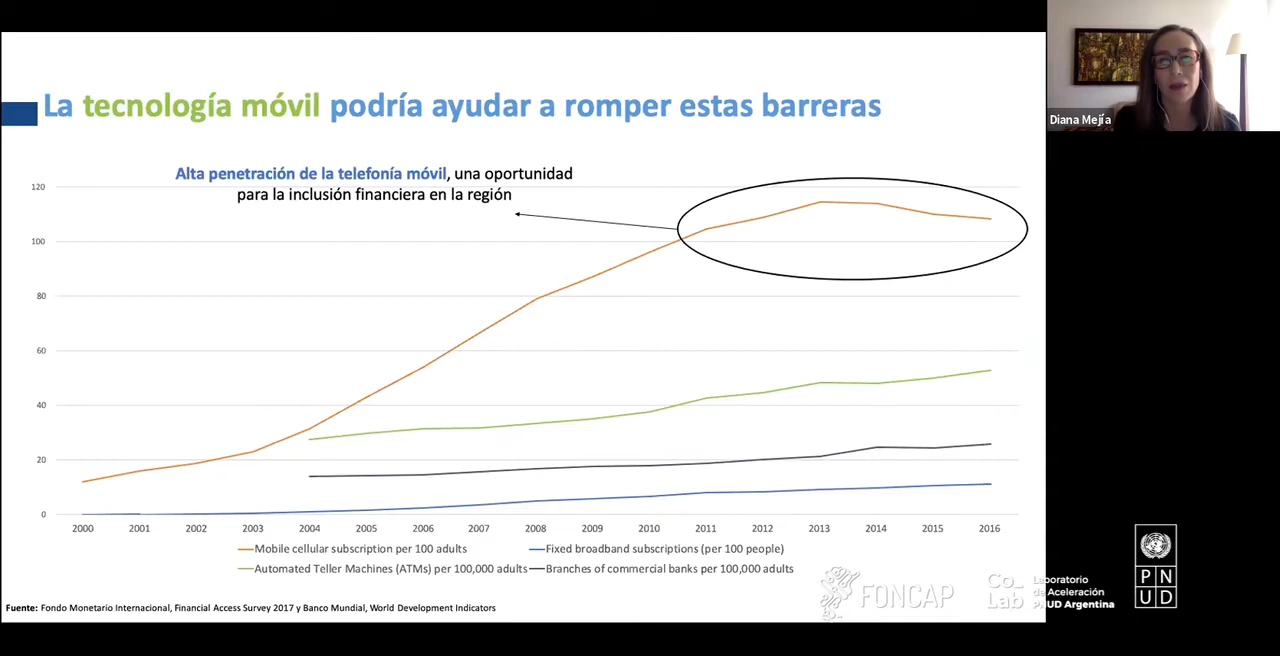 La tecnología móvil podría ayudar a romper estas barreras
Diana Mejía
Alta penetración de la telefonía móvil, una oportunidad
para la inclusión financiera en la región
120
100
80
60
40
20
0
2000 2001 2002 2003 2004 2005 2006 2007 2008 2009 2010 2011 2012 2013 2014 2015 2016
Mobile cellular subscription per 100 adults Fixed broadband subscriptions (per 100 people)
Automated Teller Machines (ATMs) per 100,000 adults Branches of commercial banks per 100,000 adults
Fuente: Fondo Monetario Internacional, Financial Access Survey 2017 y Banco Mundial, World Development Indicators
FONCAP
Co_
Lab
Laboratorio
de Aceleración
PNUD Argentina
P N
U D